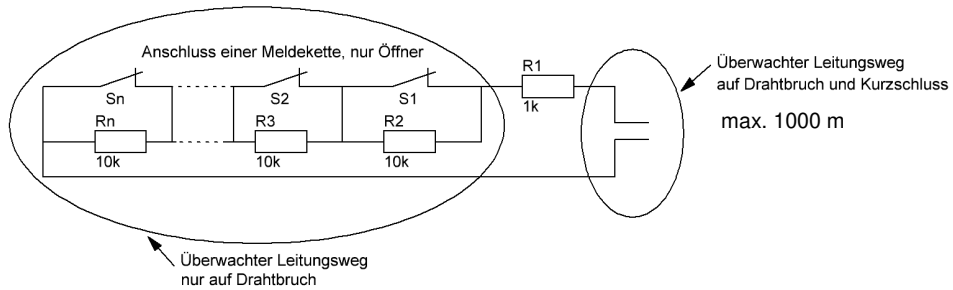 Anschluss einer Meldekette, nur Öffner
Überwachter Leitungsweg
auf Drahtbruch und Kurzschluss
max. 1000 m
R1
1k
Sn
S2
S1
Rn
R3
R2
10k
10k
10k
Überwachter Leitungsweg
nur auf Drahtbruch